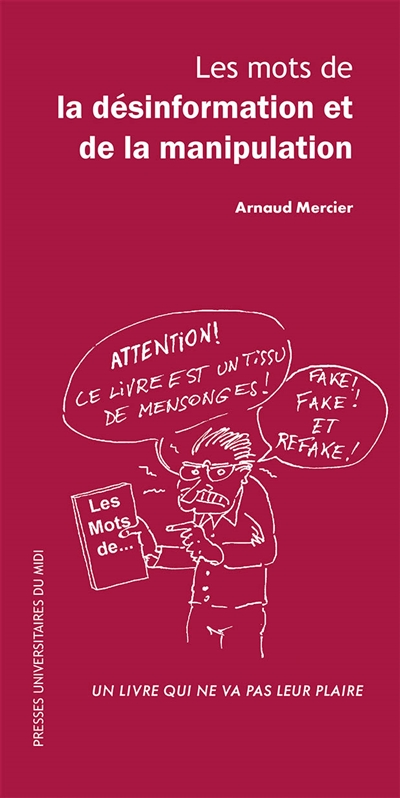 Les mots de
la désinformation et
de la manipulation
Arnaud Mercier
ATTENTION!
CE LIVRE EST UN TISSU
DE MENSONGES!
FAKE!
FAKE!
ET
REFAKE!
Les
Mots
de...
UN LIVRE QUI NE VA PAS LEUR PLAIRE
PRESSES UNIVERSITAIRES DU MIDI